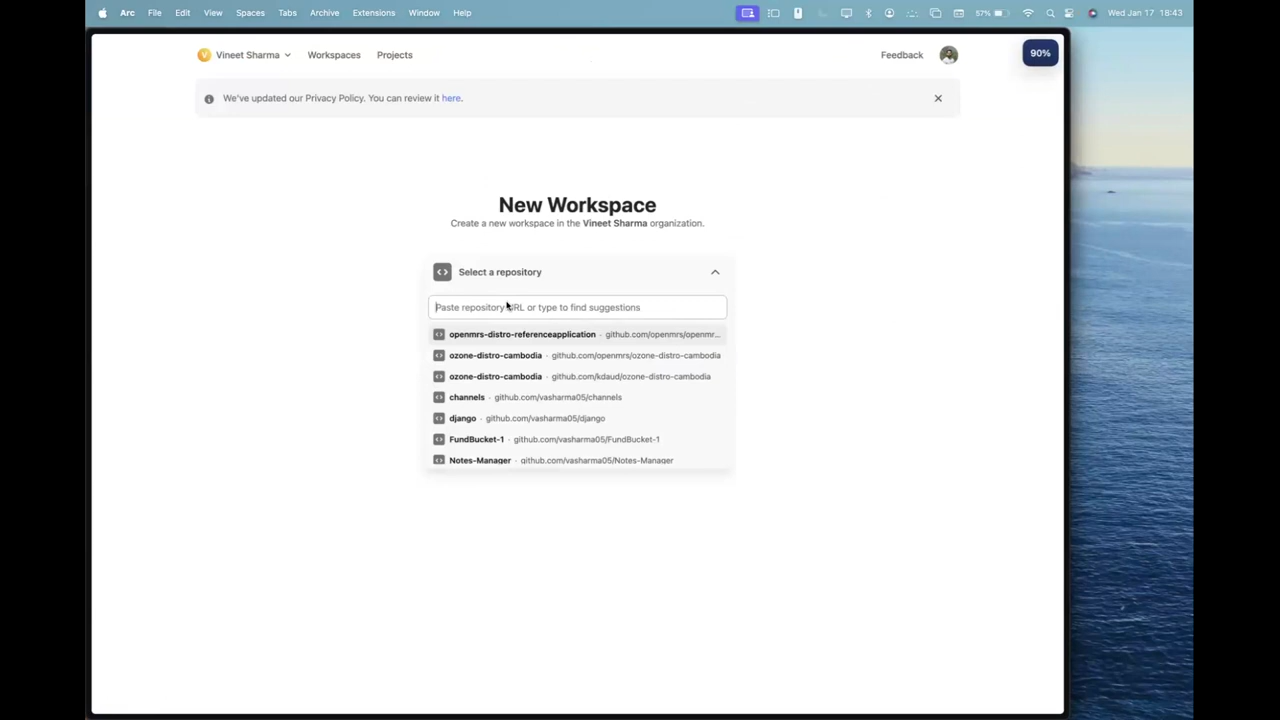 Arc File Edit View Spaces Tabs Archive Extensions Window Help 57% Wed Jan 17 18:43
V Vineet Sharma Workspaces Projects Feedback 90%
We've updated our Privacy Policy. You can review it here.
New Workspace
Create a new workspace in the Vineet Sharma organization.
Select a repository
Paste repository URL or type to find suggestions
openmrs-distro-referenceapplication · github.com/openmrs/openmr...
ozone-distro-cambodia · github.com/openmrs/ozone-distro-cambodia
ozone-distro-cambodia · github.com/kdaud/ozone-distro-cambodia
channels · github.com/vasharma05/channels
django · github.com/vasharma05/django
FundBucket-1 · github.com/vasharma05/FundBucket-1
Notes-Manager · github.com/vasharma05/Notes-Manager